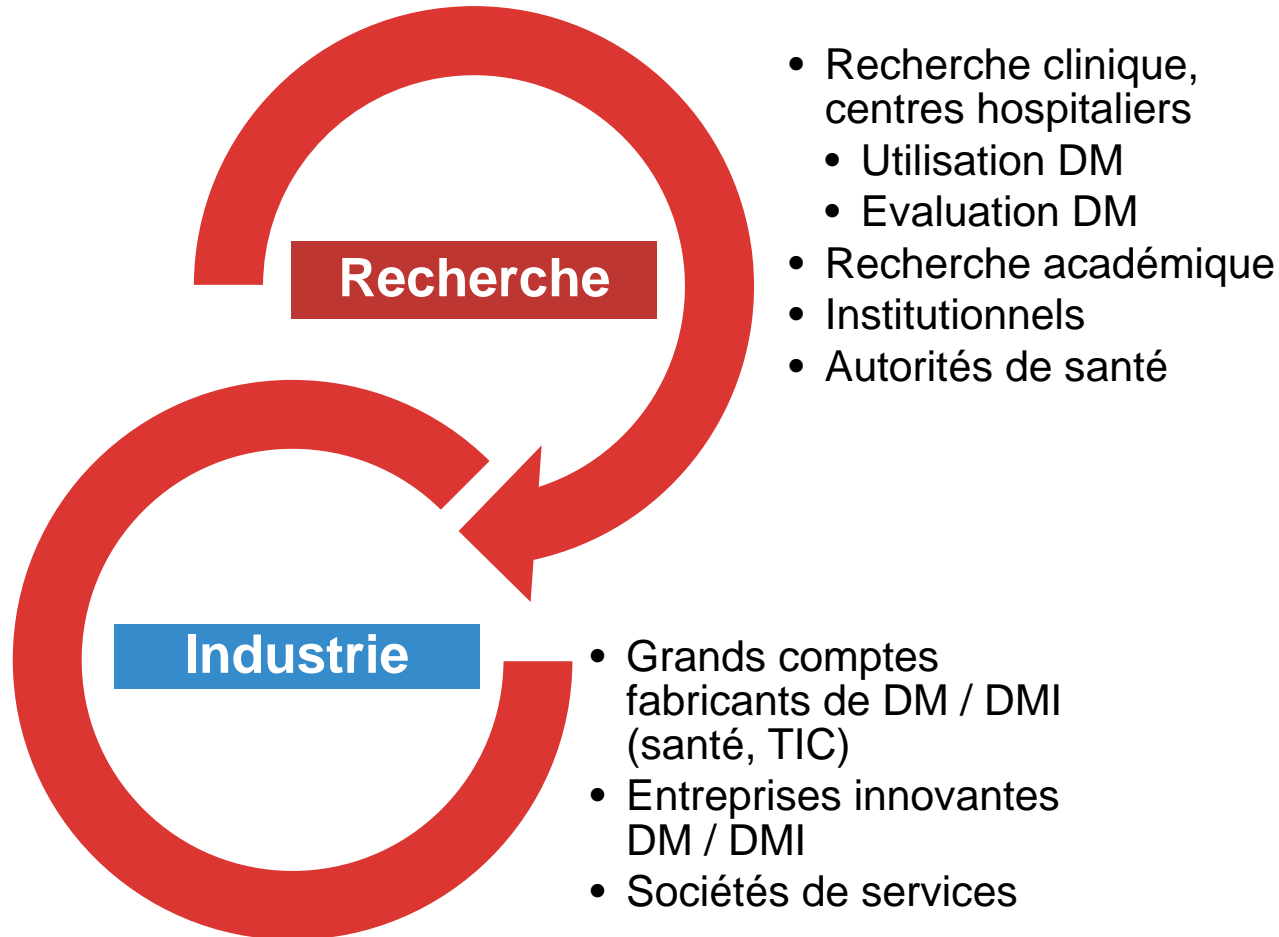 Recherche
• Recherche clinique,
centres hospitaliers
• Utilisation DM
• Evaluation DM
• Recherche académique
• Institutionnels
• Autorités de santé
Industrie
• Grands comptes
fabricants de DM / DMI
(santé, TIC)
• Entreprises innovantes
DM / DMI
• Sociétés de services